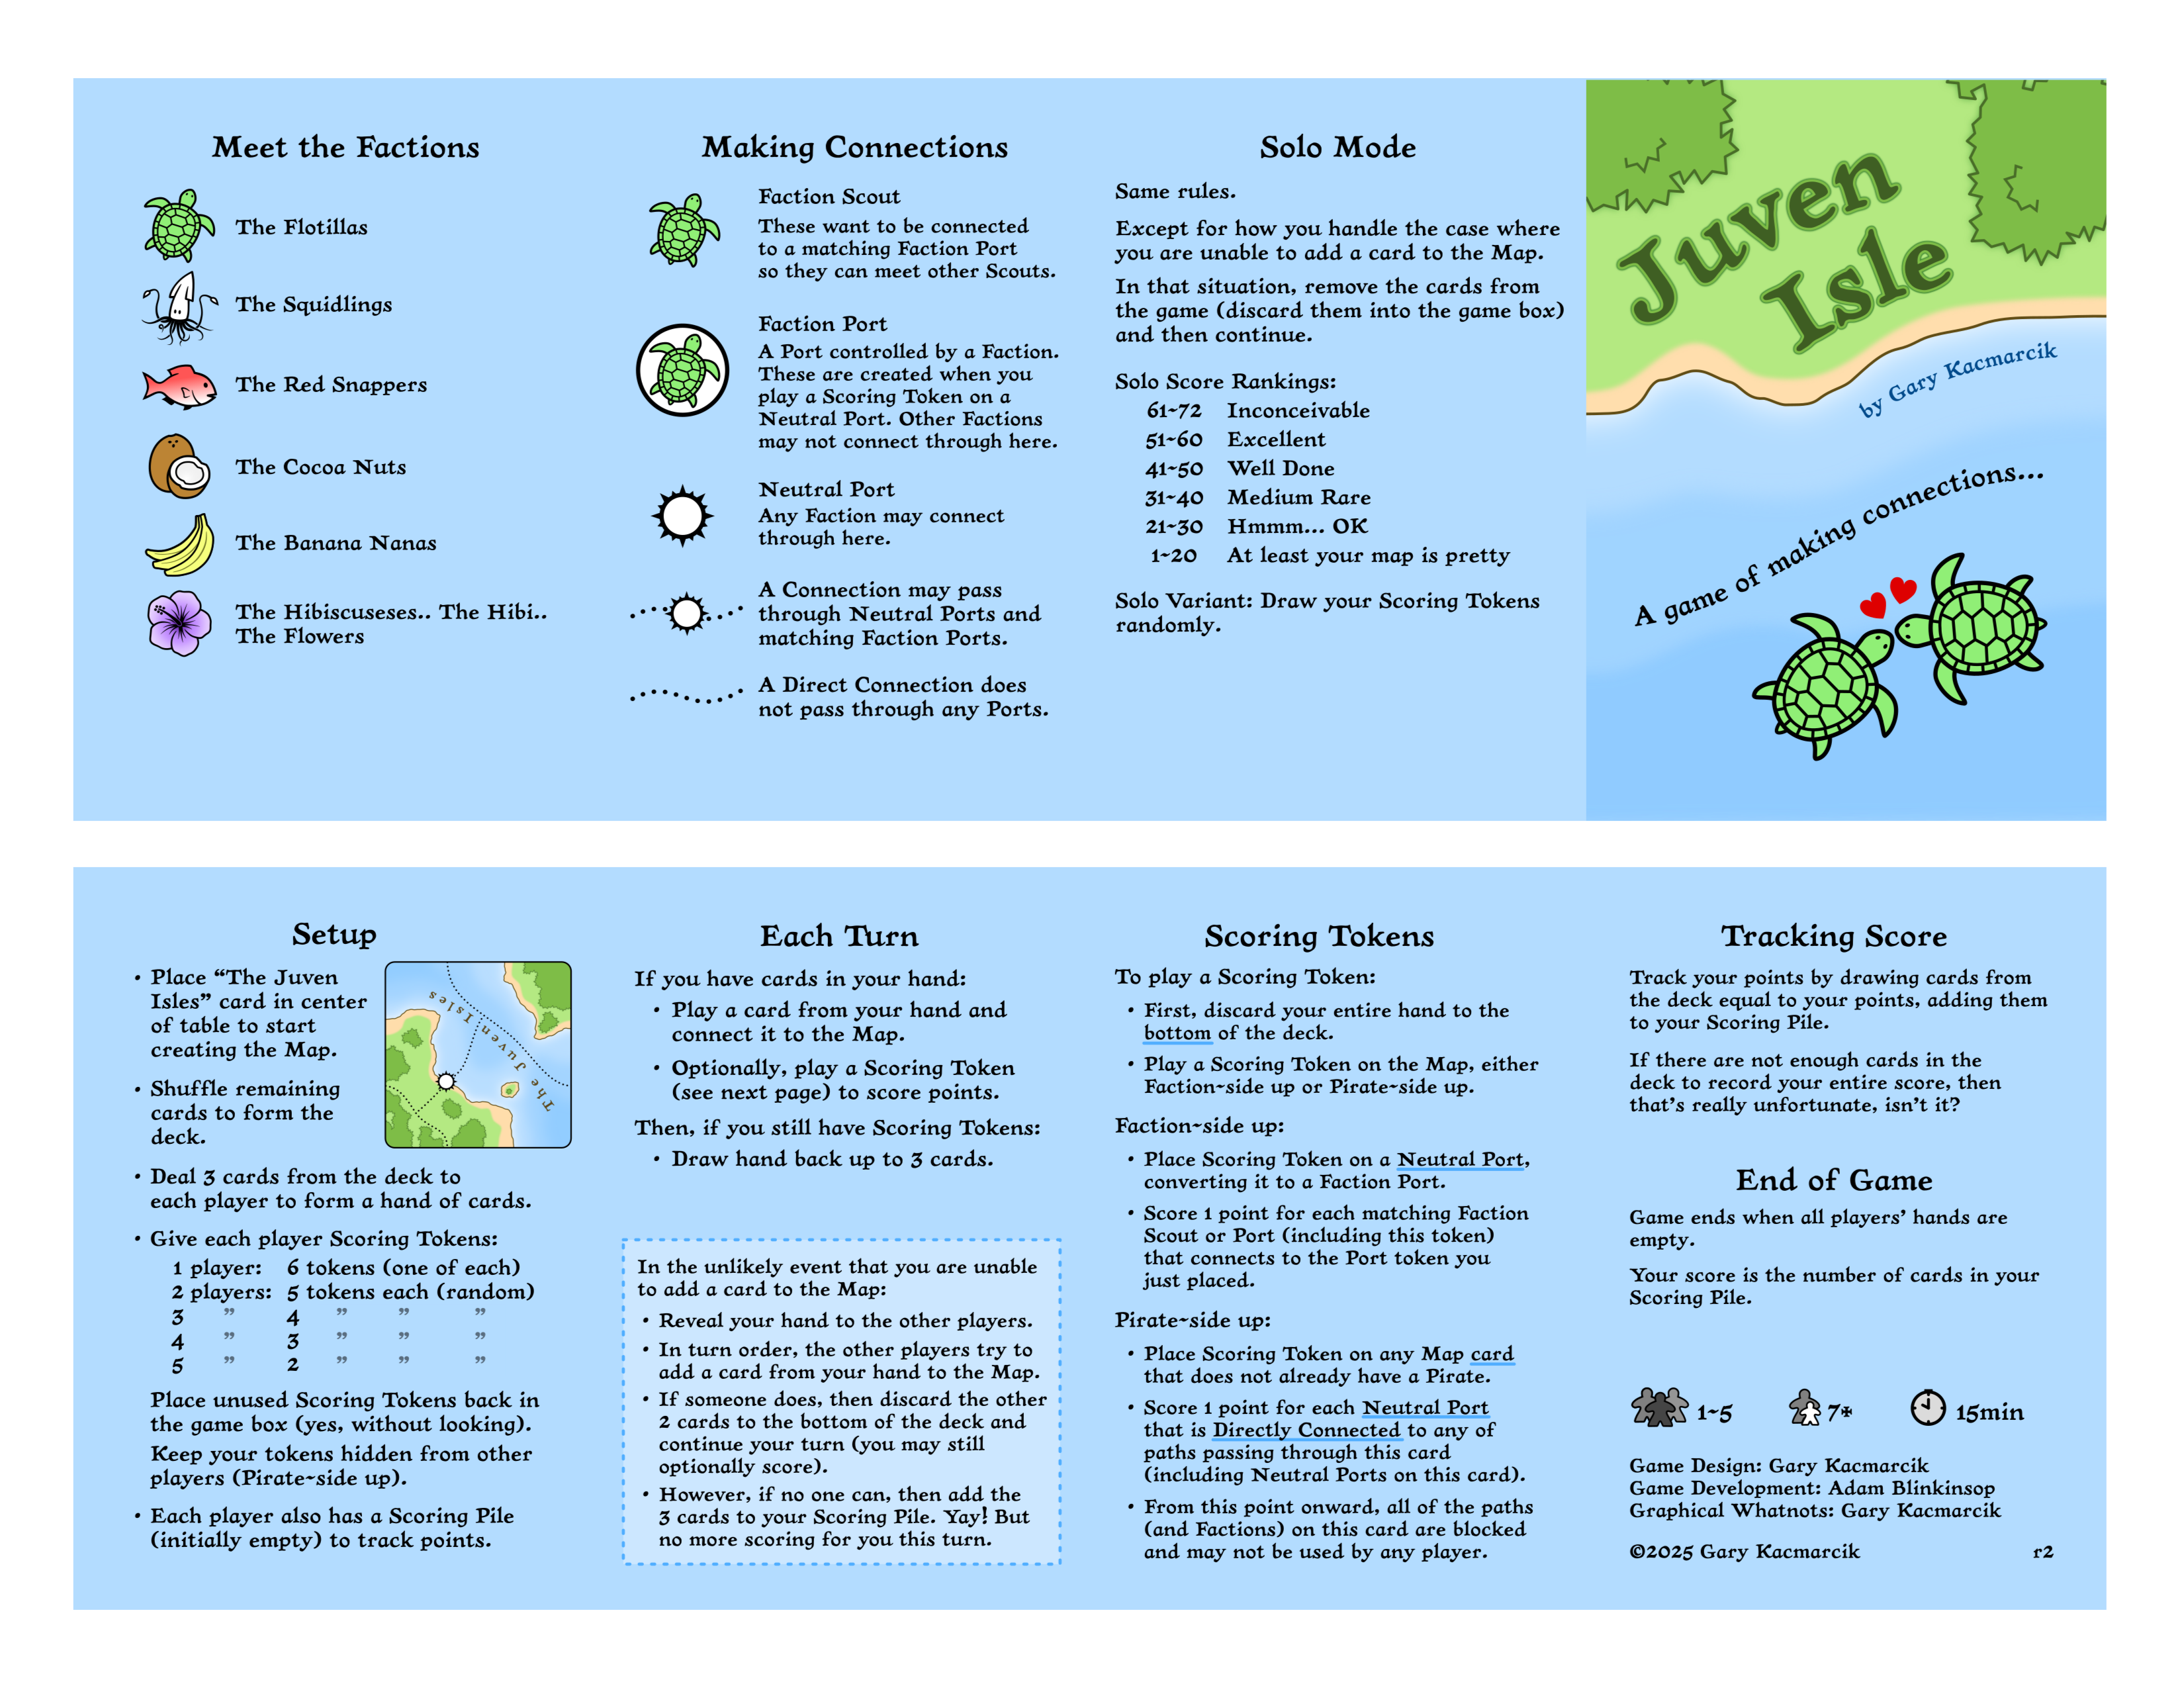 Meet the Factions
The Flotillas
The Squidlings
The Red Snappers
The Cocoa Nuts
The Banana Nanas
The Hibiscuseses.. The Hibi..
The Flowers
Making Connections
Faction Scout
These want to be connected
to a matching Faction Port
so they can meet other Scouts.
Faction Port
A Port controlled by a Faction.
These are created when you
play a Scoring Token on a
Neutral Port. Other Factions
may not connect through here.
Neutral Port
Any Faction may connect
through here.
A Connection may pass
through Neutral Ports and
matching Faction Ports.
A Direct Connection does
not pass through any Ports.
Solo Mode
Same rules.
Except for how you handle the case where
you are unable to add a card to the Map.
In that situation, remove the cards from
the game (discard them into the game box)
and then continue.
Solo Score Rankings:
61~72 Inconceivable
51~60 Excellent
41~50 Well Done
31~40 Medium Rare
21~30 Hmmm... OK
1~20 At least your map is pretty
Solo Variant: Draw your Scoring Tokens
randomly.
Juven
Isle
by Gary Kacmarcik
A game of making connections...
Setup
• Place “The Juven
Isles” card in center
of table to start
creating the Map.
• Shuffle remaining
cards to form the
deck.
The Juven Isles
• Deal 3 cards from the deck to
each player to form a hand of cards.
• Give each player Scoring Tokens:
1 player: 6 tokens (one of each)
2 players: 5 tokens each (random)
3 ” 4 ” ” ”
4 ” 3 ” ” ”
5 ” 2 ” ” ”
Place unused Scoring Tokens back in
the game box (yes, without looking).
Keep your tokens hidden from other
players (Pirate~side up).
• Each player also has a Scoring Pile
(initially empty) to track points.
Each Turn
If you have cards in your hand:
• Play a card from your hand and
connect it to the Map.
• Optionally, play a Scoring Token
(see next page) to score points.
Then, if you still have Scoring Tokens:
• Draw hand back up to 3 cards.
In the unlikely event that you are unable
to add a card to the Map:
• Reveal your hand to the other players.
• In turn order, the other players try to
add a card from your hand to the Map.
• If someone does, then discard the other
2 cards to the bottom of the deck and
continue your turn (you may still
optionally score).
• However, if no one can, then add the
3 cards to your Scoring Pile. Yay! But
no more scoring for you this turn.
Scoring Tokens
To play a Scoring Token:
• First, discard your entire hand to the
bottom of the deck.
• Play a Scoring Token on the Map, either
Faction~side up or Pirate~side up.
Faction~side up:
• Place Scoring Token on a Neutral Port,
converting it to a Faction Port.
• Score 1 point for each matching Faction
Scout or Port (including this token)
that connects to the Port token you
just placed.
Pirate~side up:
• Place Scoring Token on any Map card
that does not already have a Pirate.
• Score 1 point for each Neutral Port
that is Directly Connected to any of
paths passing through this card
(including Neutral Ports on this card).
• From this point onward, all of the paths
(and Factions) on this card are blocked
and may not be used by any player.
Tracking Score
Track your points by drawing cards from
the deck equal to your points, adding them
to your Scoring Pile.
If there are not enough cards in the
deck to record your entire score, then
that’s really unfortunate, isn’t it?
End of Game
Game ends when all players’ hands are
empty.
Your score is the number of cards in your
Scoring Pile.
1~5 7+ 15min
Game Design: Gary Kacmarcik
Game Development: Adam Blinkinsop
Graphical Whatnots: Gary Kacmarcik
©2025 Gary Kacmarcik r2